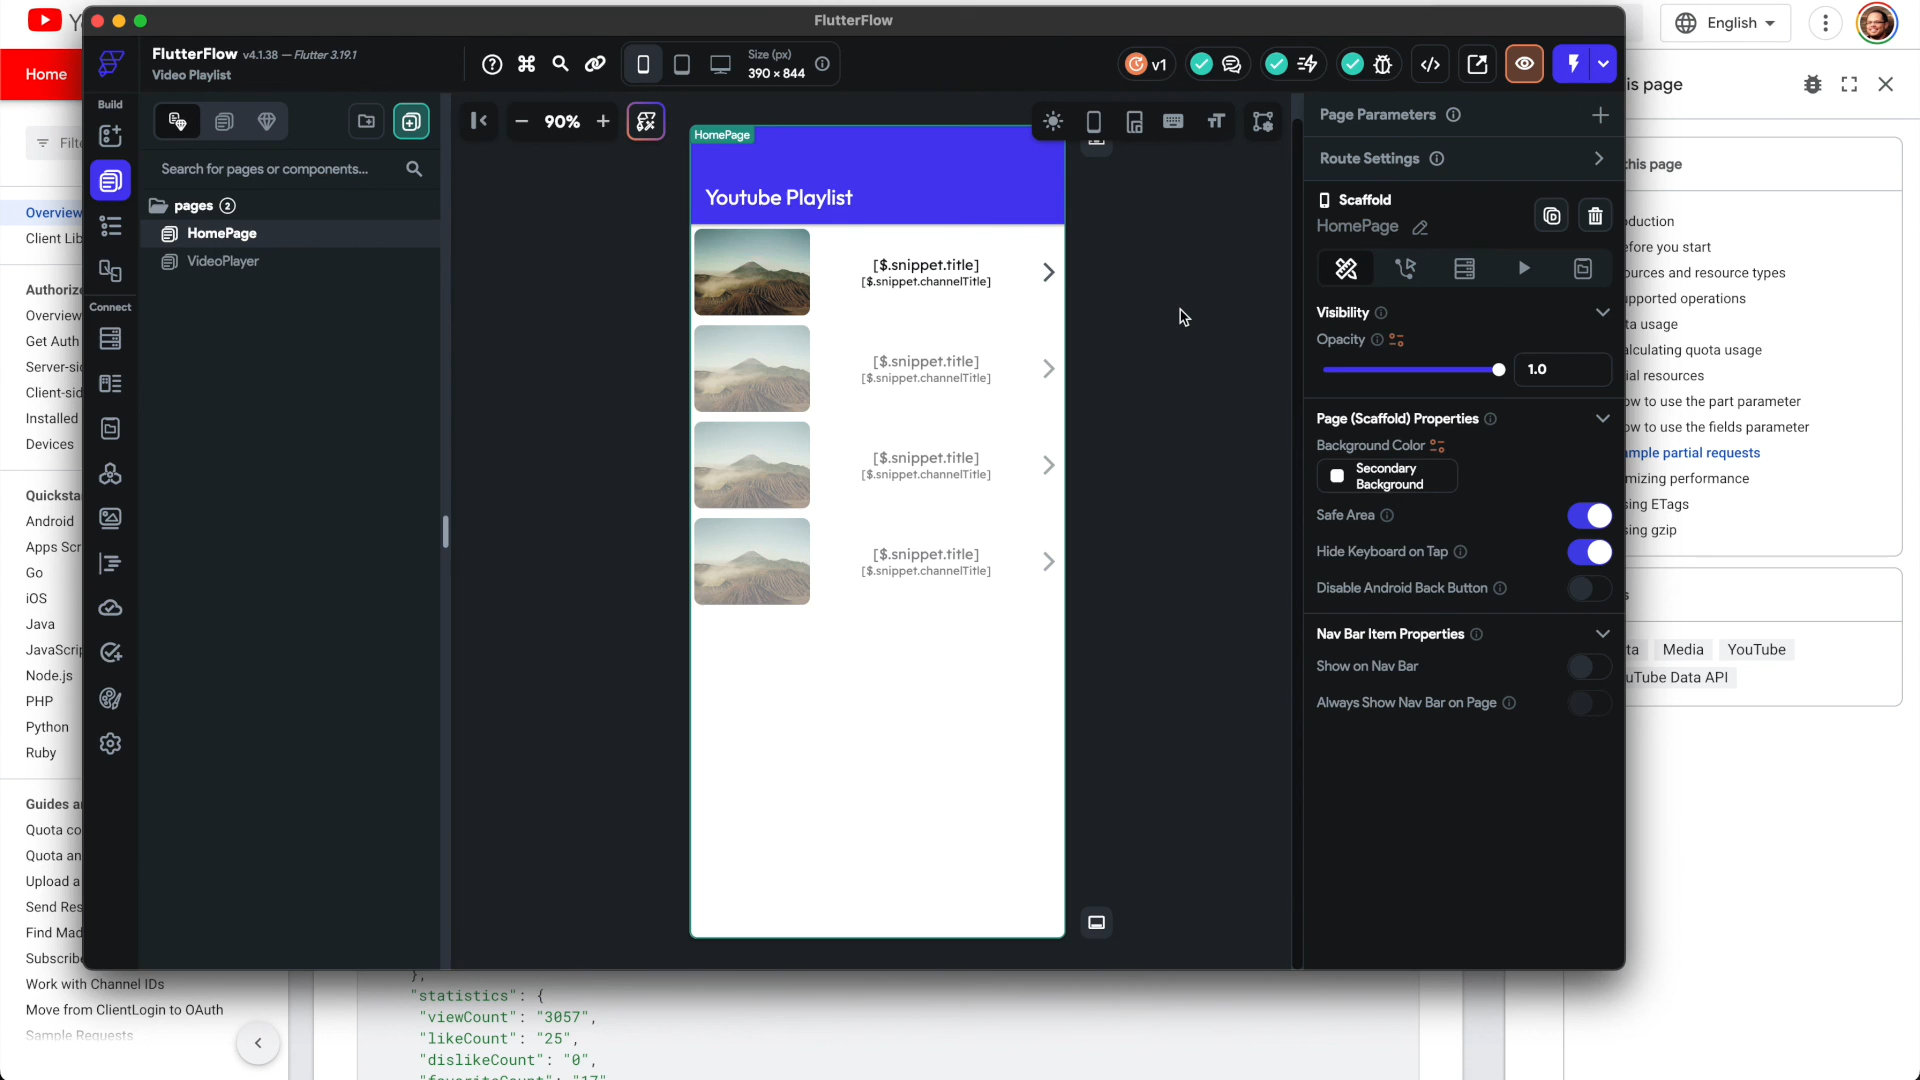 FlutterFlow
English
Home
FlutterFlow v4.1.38 — Flutter 3.19.1
Video Playlist
Size (px)
390 × 844
v1
is page
Build
90%
Page Parameters
Filte
Search for pages or components...
HomePage
Youtube Playlist
Route Settings
this page
pages 2
HomePage
VideoPlayer
Scaffold
HomePage
Overview
Client Lib
Authoriz
Overview
Get Auth
Server-si
Client-sid
Installed
Devices
Connect
[$.snippet.title]
[$.snippet.channelTitle]
[$.snippet.title]
[$.snippet.channelTitle]
[$.snippet.title]
[$.snippet.channelTitle]
[$.snippet.title]
[$.snippet.channelTitle]
Visibility
Opacity
1.0
Page (Scaffold) Properties
Background Color
Secondary
Background
Safe Area
Hide Keyboard on Tap
Disable Android Back Button
Nav Bar Item Properties
Show on Nav Bar
Always Show Nav Bar on Page
duction
efore you start
ources and resource types
upported operations
ta usage
alculating quota usage
ial resources
ow to use the part parameter
ow to use the fields parameter
ample partial requests
mizing performance
sing ETags
sing gzip
s
ta
Media
YouTube
uTube Data API
Quicksta
Android
Apps Scr
Go
iOS
Java
JavaScrip
Node.js
PHP
Python
Ruby
Guides a
Quota co
Quota an
Upload a
Send Res
Find Mad
Subscribe
Work with Channel IDs
Move from ClientLogin to OAuth
Sample Requests
},
"statistics": {
"viewCount": "3057",
"likeCount": "25",
"dislikeCount": "0",
"favoriteCount": "17"